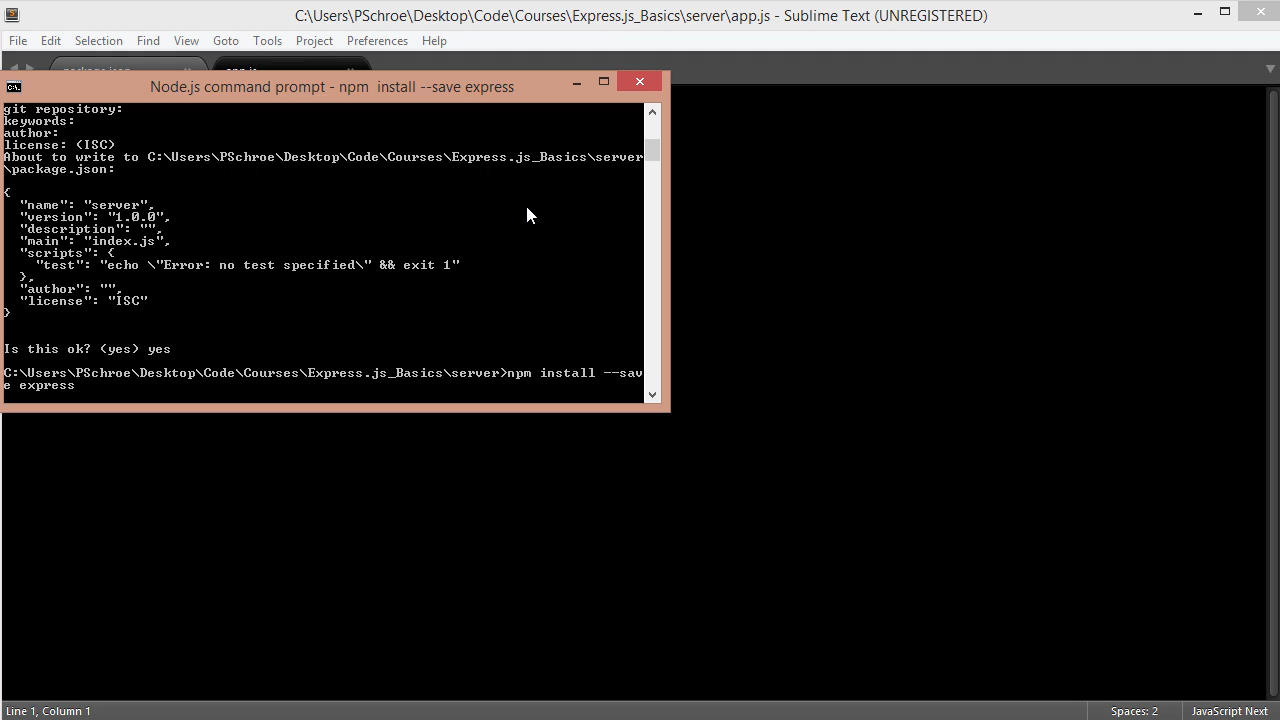 C:\Users\PSchroe\Desktop\Code\Courses\Express.js_Basics\server\app.js - Sublime Text (UNREGISTERED)
File Edit Selection Find View Goto Tools Project Preferences Help
Node.js command prompt - npm  install --save express
git repository:
keywords:
author:
license: (ISC)
About to write to C:\Users\PSchroe\Desktop\Code\Courses\Express.js_Basics\server
\package.json:
{
"name": "server",
"version": "1.0.0",
"description": "",
"main": "index.js",
"scripts": {
"test": "echo \"Error: no test specified\" && exit 1"
},
"author": "",
"license": "ISC"
}
Is this ok? (yes) yes
C:\Users\PSchroe\Desktop\Code\Courses\Express.js_Basics\server>npm install --sav
e express
Line 1, Column 1
Spaces: 2
JavaScript Next